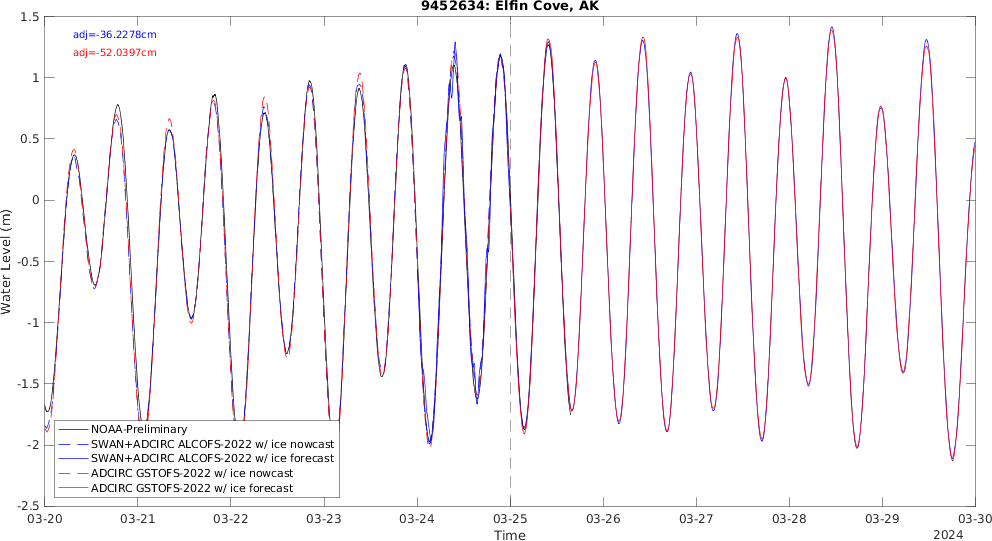 9452634: Elfin Cove, AK
adj=-36.2278cm
adj=-52.0397cm
Water Level (m)
1.5
1
0.5
0
-0.5
-1
-1.5
-2
-2.5
NOAA-Preliminary
SWAN+ADCIRC ALCOFS-2022 w/ ice nowcast
SWAN+ADCIRC ALCOFS-2022 w/ ice forecast
ADCIRC GSTOFS-2022 w/ ice nowcast
ADCIRC GSTOFS-2022 w/ ice forecast
03-20 03-21 03-22 03-23 03-24 03-25 03-26 03-27 03-28 03-29 03-30
Time
2024